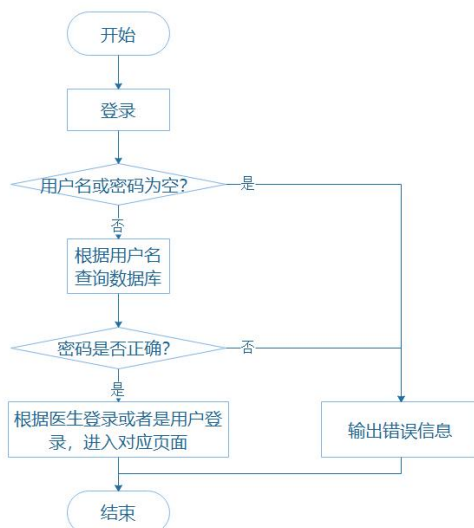 开始
登录
用户名或密码为空？
是
否
根据用户名
查询数据库
密码是否正确？
否
是
根据医生登录或者是用户登
录，进入对应页面
输出错误信息
结束